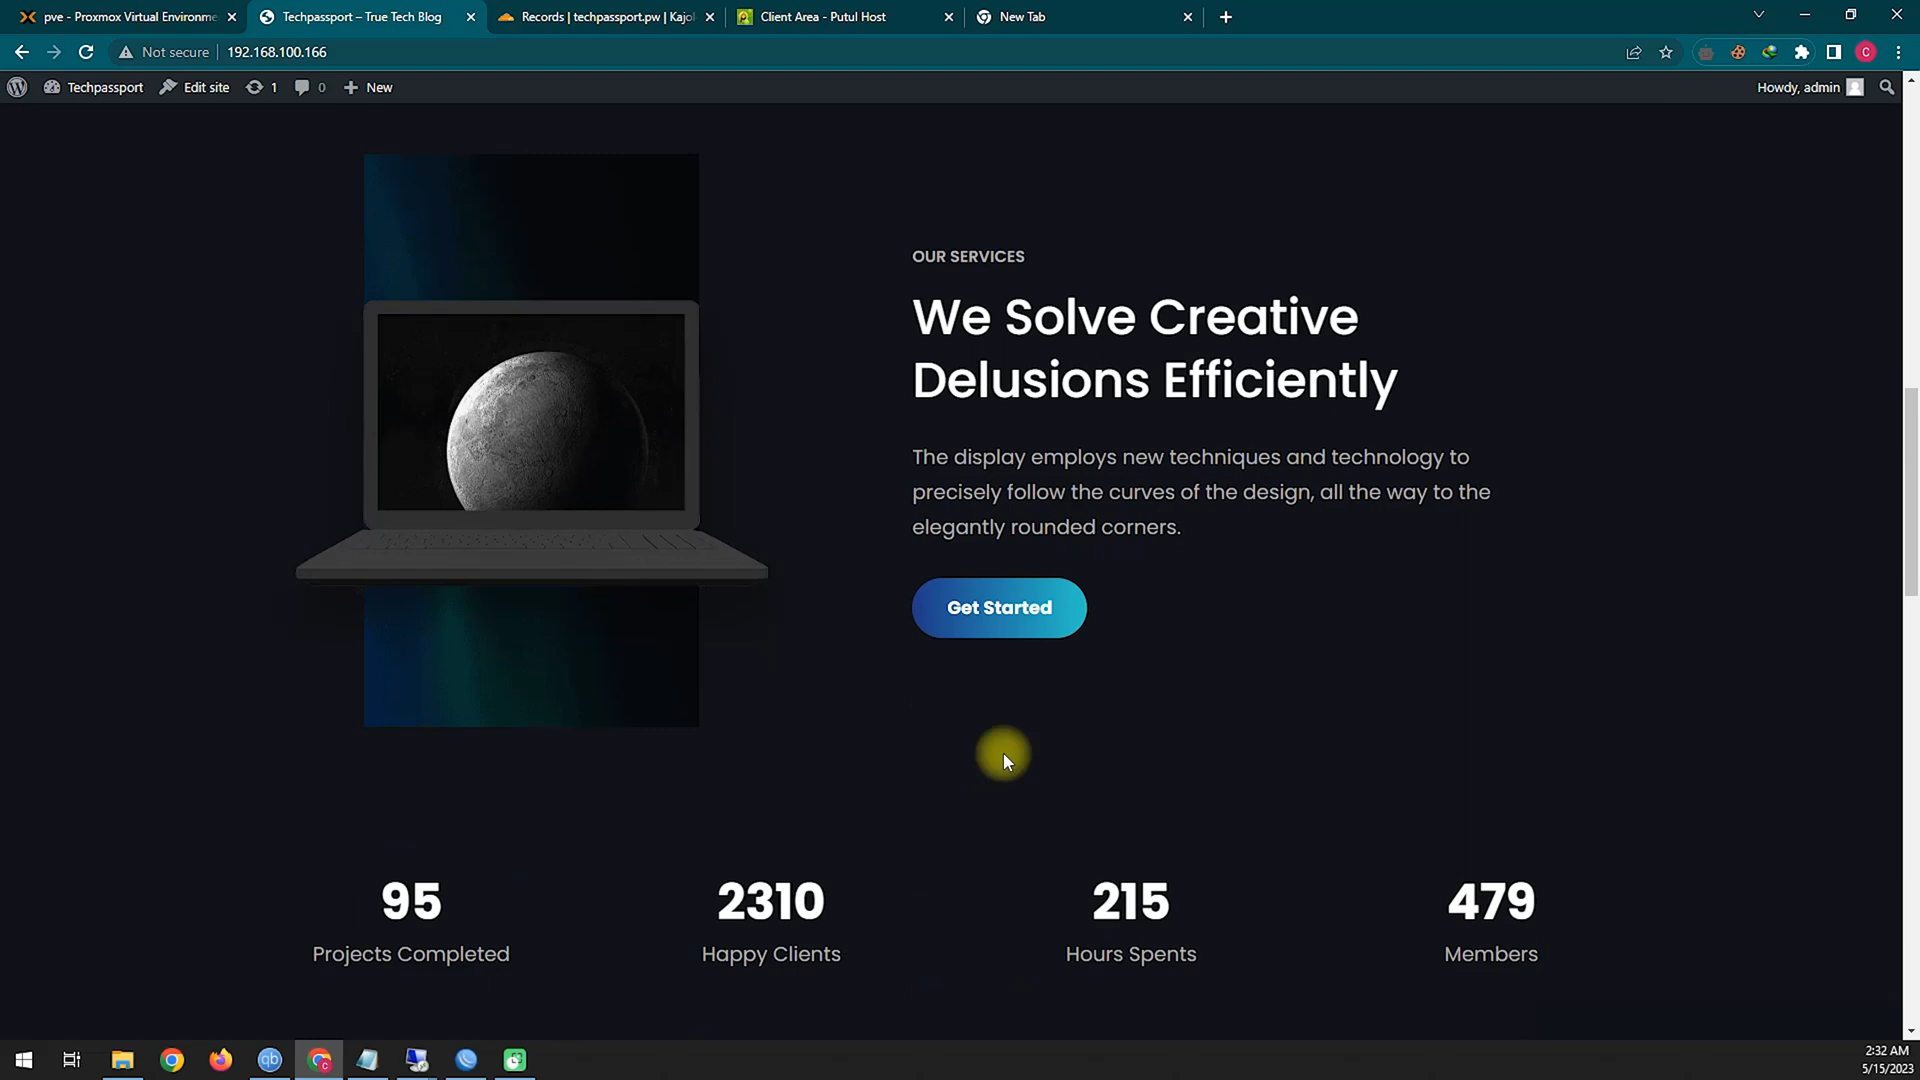 pve - Proxmox Virtual Environme
Techpassport – True Tech Blog
Records | techpassport.pw | Kajol
Client Area - Putul Host
New Tab
Not secure
192.168.100.166
C
Techpassport
Edit site
1
0
New
Howdy, admin
OUR SERVICES
We Solve Creative
Delusions Efficiently
The display employs new techniques and technology to
precisely follow the curves of the design, all the way to the
elegantly rounded corners.
Get Started
95
2310
215
479
Projects Completed
Happy Clients
Hours Spents
Members
qb
C
2:32 AM
5/15/2023